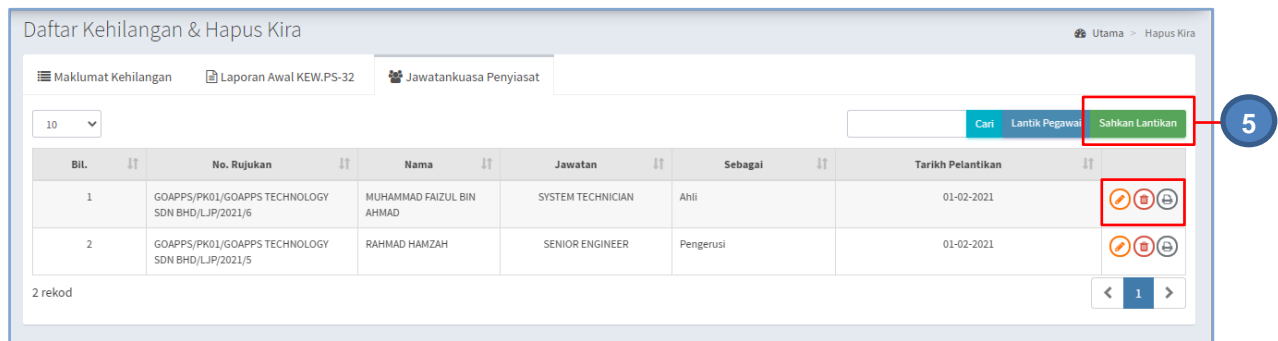 Daftar Kehilangan & Hapus Kira
Utama > Hapus Kira
Maklumat Kehilangan Laporan Awal KEW.PS-32 Jawatankuasa Penyiasat
10 Cari Lantik Pegawai Sahkan Lantikan
5
Bil. No. Rujukan Nama Jawatan Sebagai Tarikh Pelantikan
1 GOAPPS/PK01/GOAPPS TECHNOLOGY MUHAMMAD FAIZUL BIN SYSTEM TECHNICIAN Ahli 01-02-2021
SDN BHD/LJP/2021/6 AHMAD
2 GOAPPS/PK01/GOAPPS TECHNOLOGY RAHMAD HAMZAH SENIOR ENGINEER Pengerusi 01-02-2021
SDN BHD/LJP/2021/5
2 rekod
1